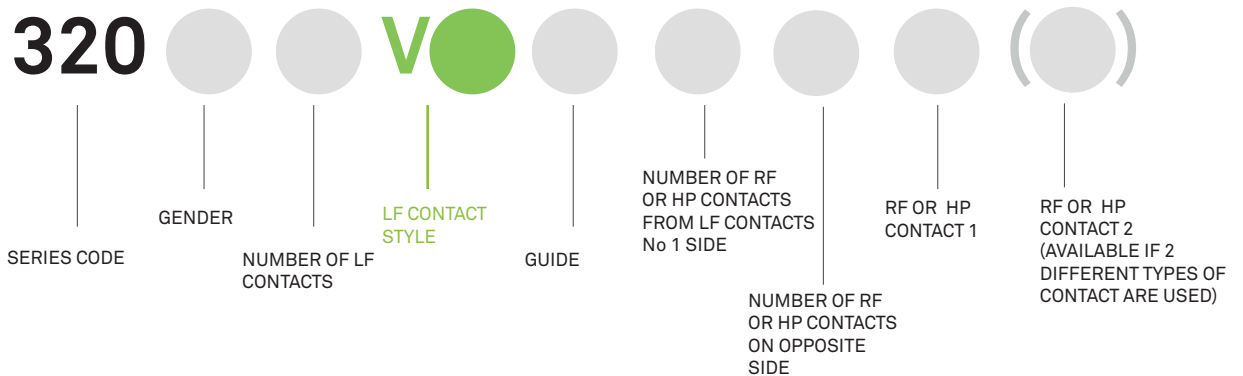 320 V ( )
SERIES CODE
GENDER
NUMBER OF LF
CONTACTS
LF CONTACT
STYLE
GUIDE
NUMBER OF RF
OR HP CONTACTS
FROM LF CONTACTS
No 1 SIDE
NUMBER OF RF
OR HP CONTACTS
ON OPPOSITE
SIDE
RF OR HP
CONTACT 1
RF OR HP
CONTACT 2
(AVAILABLE IF 2
DIFFERENT TYPES OF
CONTACT ARE USED)